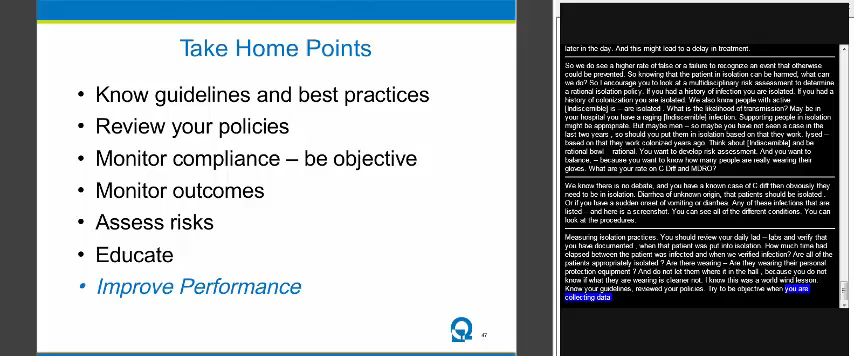 Take Home Points
• Know guidelines and best practices
• Review your policies
• Monitor compliance – be objective
• Monitor outcomes
• Assess risks
• Educate
• Improve Performance
47
later in the day. And this might lead to a delay in treatment.
So we do see a higher rate of false or a failure to recognize an event that otherwise
could be prevented. So knowing that the patient in isolation can be harmed, what can
we do? So I encourage you to look at a multidisciplinary risk assessment to determine
a rational isolation policy. If you had a history of infection you are isolated. If you had a
history of colonization you are isolated. We also know people with active
[Indiscernible] is – are isolated . What is the likelihood of transmission? May be in
your hospital you have a raging [Indiscernible] infection. Supporting people in isolation
might be appropriate. But maybe men – so maybe you have not seen a case in the
last two years , so should you put them in isolation based on that they work, lysed –
based on that they work colonized years ago. Think about [Indiscernible] and be
rational bowl – rational. You want to develop risk assessment. And you want to
balance, – because you want to know how many people are really wearing their
gloves. What are your rate on C Diff and MDRO?
We know there is no debate, and you have a known case of C diff then obviously they
need to be in isolation. Diarrhea of unknown origin, that patients should be isolated .
Or if you have a sudden onset of vomiting or diarrhea. Any of these infections that are
listed – and here is a screenshot. You can see all of the different conditions. You can
look at the procedures.
Measuring isolation practices. You should review your daily lad – labs and verify that
you have documented , when that patient was put into isolation. How much time had
elapsed between the patient was infected and when we verified infection? Are all of the
patients appropriately isolated ? Are there wearing – Are they wearing their personal
protection equipment ? And do not let them where it in the hall , because you do not
know if what they are wearing is cleaner not. I know this was a world wind lesson.
Know your guidelines, reviewed your policies. Try to be objective when you are
collecting data